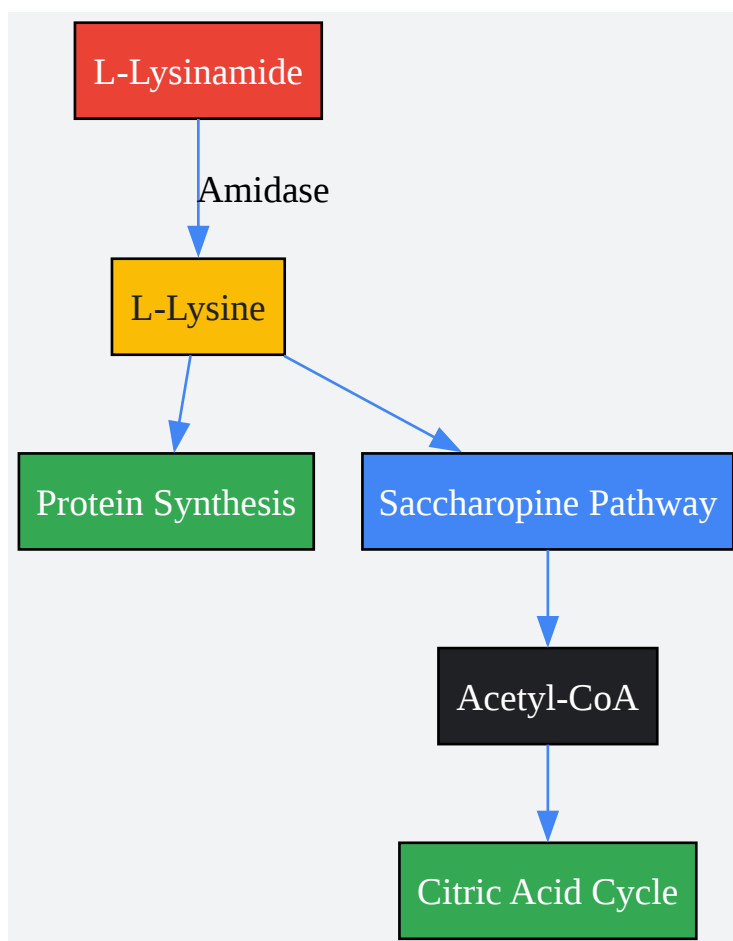 L-Lysinamide
Amidase
L-Lysine
Protein Synthesis
Saccharopine Pathway
Acetyl-CoA
Citric Acid Cycle